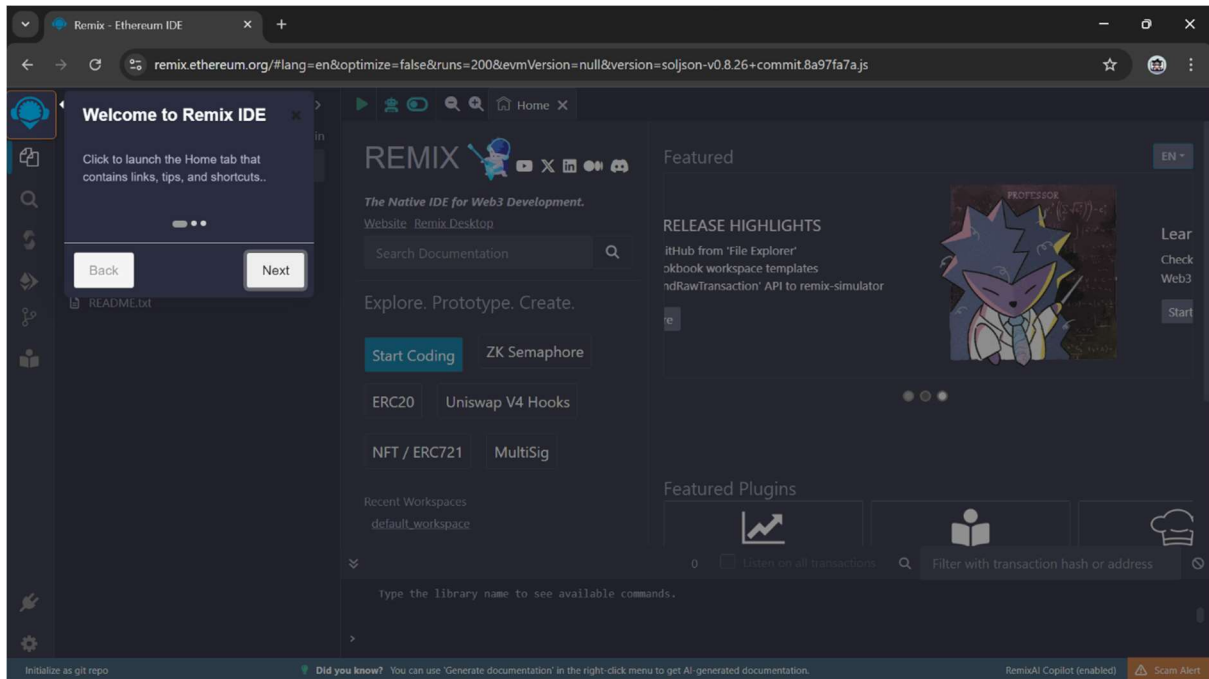 Remix - Ethereum IDE
remix.ethereum.org/#lang=en&optimize=false&runs=200&evmVersion=null&version=soljson-v0.8.26+commit.8a97fa7a.js
Welcome to Remix IDE
Click to launch the Home tab that
contains links, tips, and shortcuts..
Back
Next
in
README.txt
Home
REMIX
The Native IDE for Web3 Development.
Website Remix Desktop
Search Documentation
Explore. Prototype. Create.
Start Coding
ZK Semaphore
ERC20
Uniswap V4 Hooks
NFT / ERC721
MultiSig
Recent Workspaces
default_workspace
Featured
EN
RELEASE HIGHLIGHTS
itHub from 'File Explorer'
okbook workspace templates
ndRawTransaction' API to remix-simulator
re
PROFESSOR
Lear
Check
Web3
Start
Featured Plugins
0
Listen on all transactions
Filter with transaction hash or address
Type the library name to see available commands.
>
Initialize as git repo
Did you know? You can use 'Generate documentation' in the right-click menu to get AI-generated documentation.
RemixAI Copilot (enabled)
Scam Alert